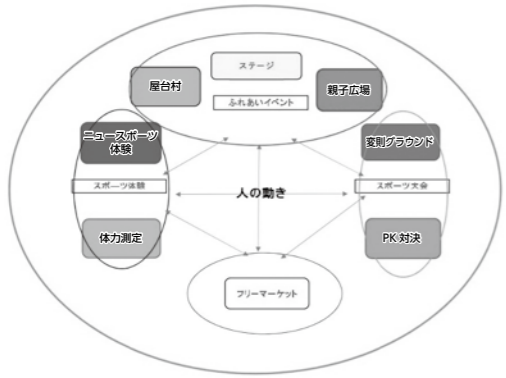 ステージ
屋台村
親子広場
ふれあいイベント
ニュースポーツ
体験
変則グラウンド
スポーツ体験
人の動き
スポーツ大会
体力測定
PK対決
フリーマーケット